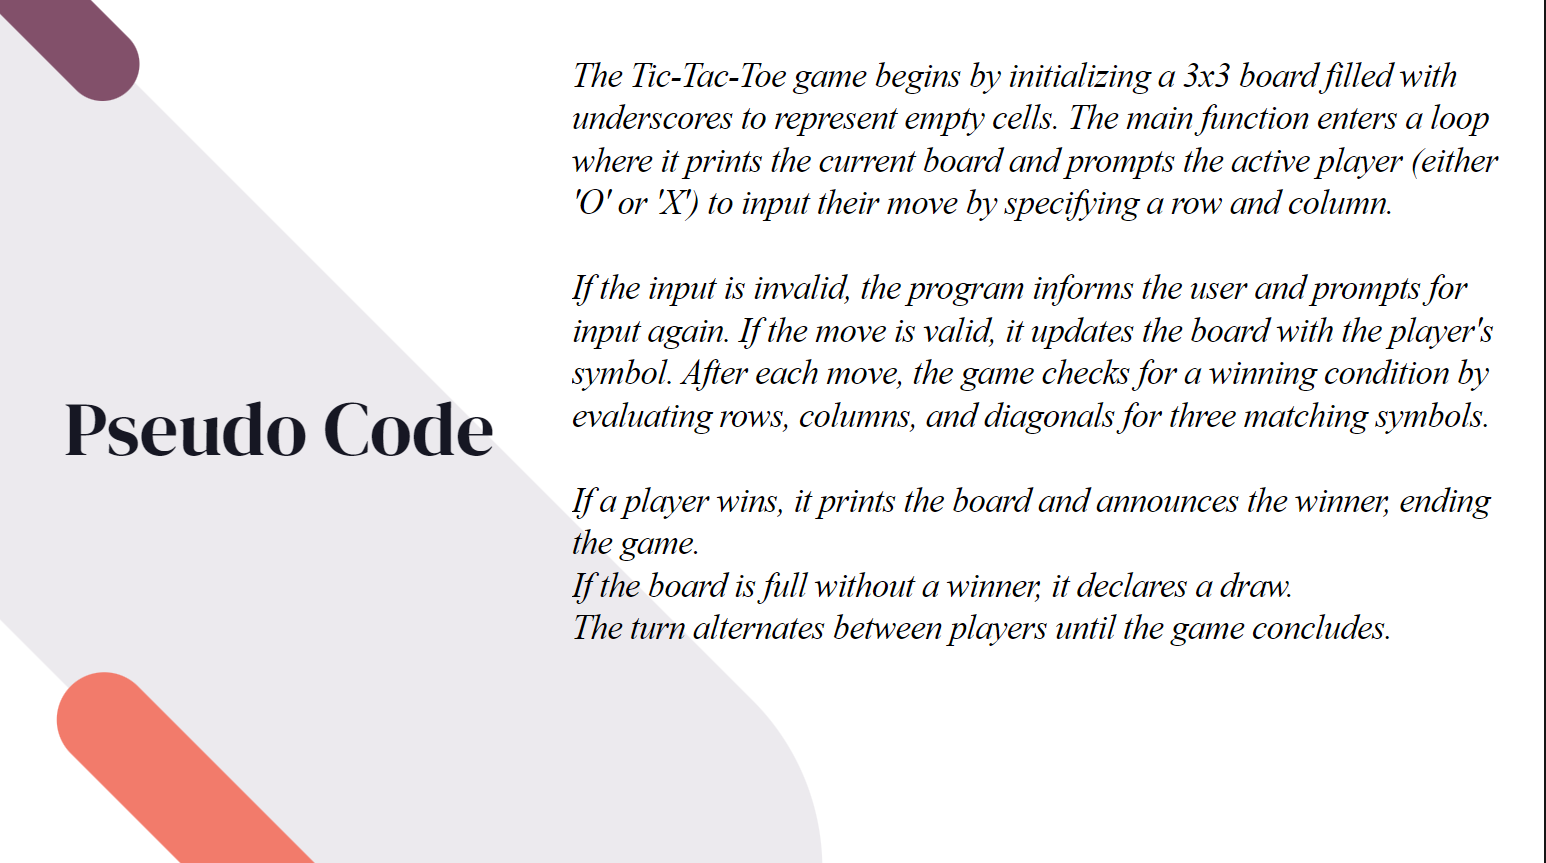 Pseudo Code
The Tic-Tac-Toe game begins by initializing a 3x3 board filled with
underscores to represent empty cells. The main function enters a loop
where it prints the current board and prompts the active player (either
'O' or 'X') to input their move by specifying a row and column.
If the input is invalid, the program informs the user and prompts for
input again. If the move is valid, it updates the board with the player's
symbol. After each move, the game checks for a winning condition by
evaluating rows, columns, and diagonals for three matching symbols.
If a player wins, it prints the board and announces the winner, ending
the game.
If the board is full without a winner, it declares a draw.
The turn alternates between players until the game concludes.